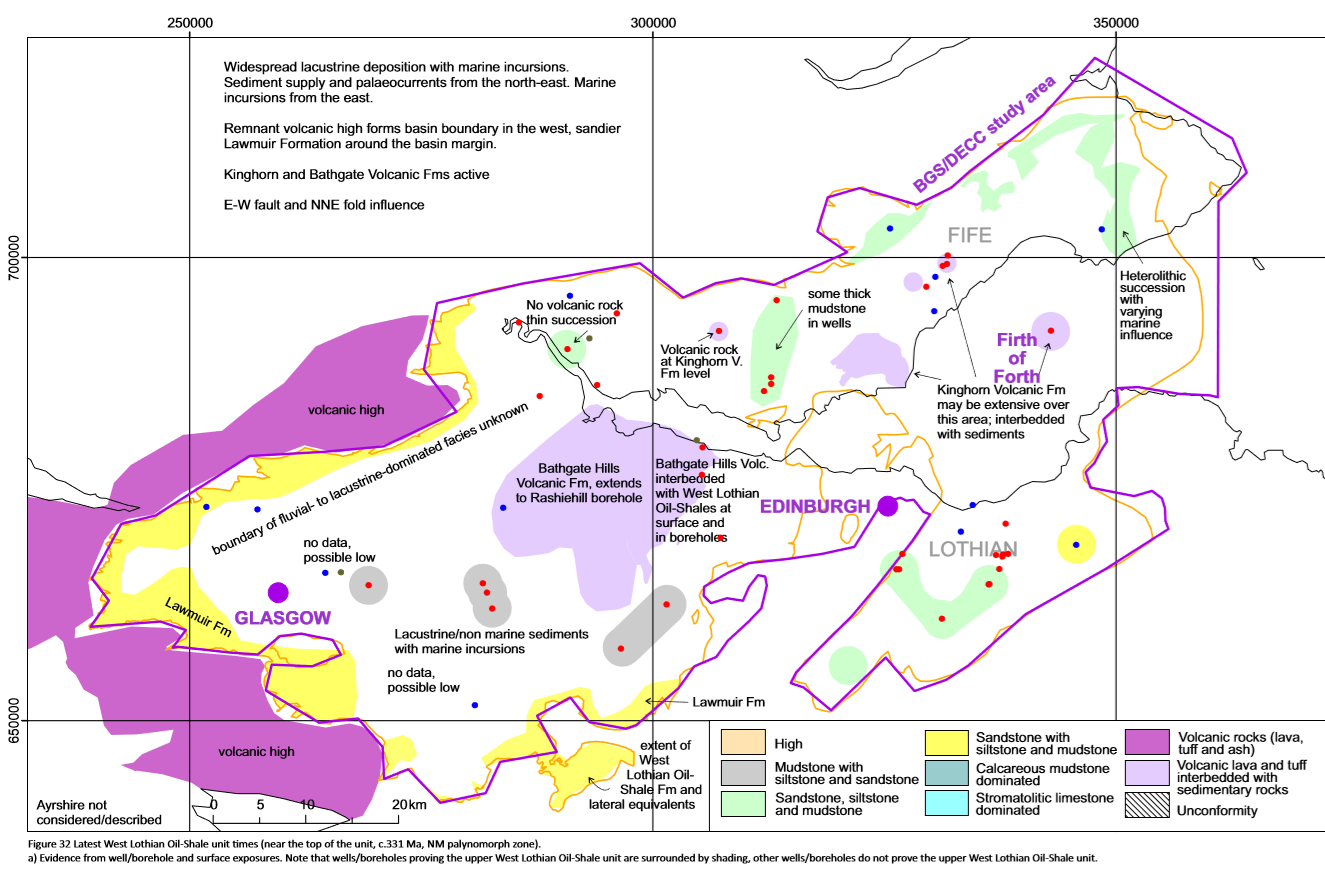 250000
300000
350000
Widespread lacustrine deposition with marine incursions.
Sediment supply and palaeocurrents from the north-east. Marine
incursions from the east.
Remnant volcanic high forms basin boundary in the west, sandier
Lawmuir Formation around the basin margin.
Kinghorn and Bathgate Volcanic Fms active
E-W fault and NNE fold influence
BGS/DECC study area
FIFE
700000
Heterolithic
succession
with
varying
marine
influence
No volcanic rock
thin succession
some thick
mudstone
in wells
Volcanic rock
at Kinghorn V.
Fm level
Firth
of
Forth
Kinghorn Volcanic Fm
may be extensive over
this area; interbedded
with sediments
volcanic high
boundary of fluvial- to lacustrine-dominated facies unknown
Bathgate Hills
Volcanic Fm, extends
to Rashiehill borehole
Bathgate Hills Volc.
interbedded
with West Lothian
Oil-Shales at
surface and
in boreholes
EDINBURGH
LOTHIAN
no data,
possible low
Lawmuir Fm
GLASGOW
Lacustrine/non marine sediments
with marine incursions
no data,
possible low
Lawmuir Fm
650000
volcanic high
extent of
West
Lothian Oil-
Shale Fm and
lateral equivalents
Ayrshire not
considered/described
0 5 10 20 km
High
Mudstone with
siltstone and sandstone
Sandstone, siltstone
and mudstone
Sandstone with
siltstone and mudstone
Calcareous mudstone
dominated
Stromatolitic limestone
dominated
Volcanic rocks (lava,
tuff and ash)
Volcanic lava and tuff
interbedded with
sedimentary rocks
Unconformity
Figure 32 Latest West Lothian Oil-Shale unit times (near the top of the unit, c.331 Ma, NM palynomorph zone).
a) Evidence from well/borehole and surface exposures. Note that wells/boreholes proving the upper West Lothian Oil-Shale unit are surrounded by shading, other wells/boreholes do not prove the upper West Lothian Oil-Shale unit.